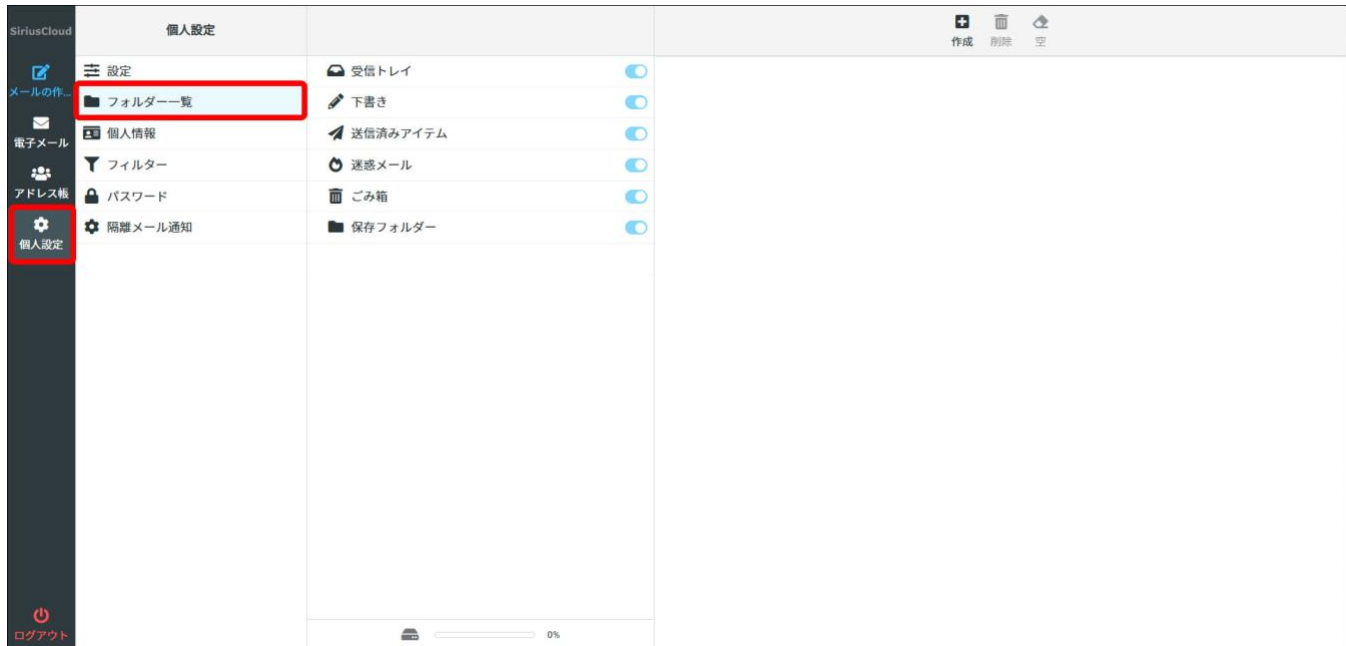 SiriusCloud
メールの作...
電子メール
アドレス帳
個人設定
ログアウト
個人設定
設定
フォルダー一覧
個人情報
フィルター
パスワード
隔離メール通知
受信トレイ
下書き
送信済みアイテム
迷惑メール
ごみ箱
保存フォルダー
0%
作成 削除 空